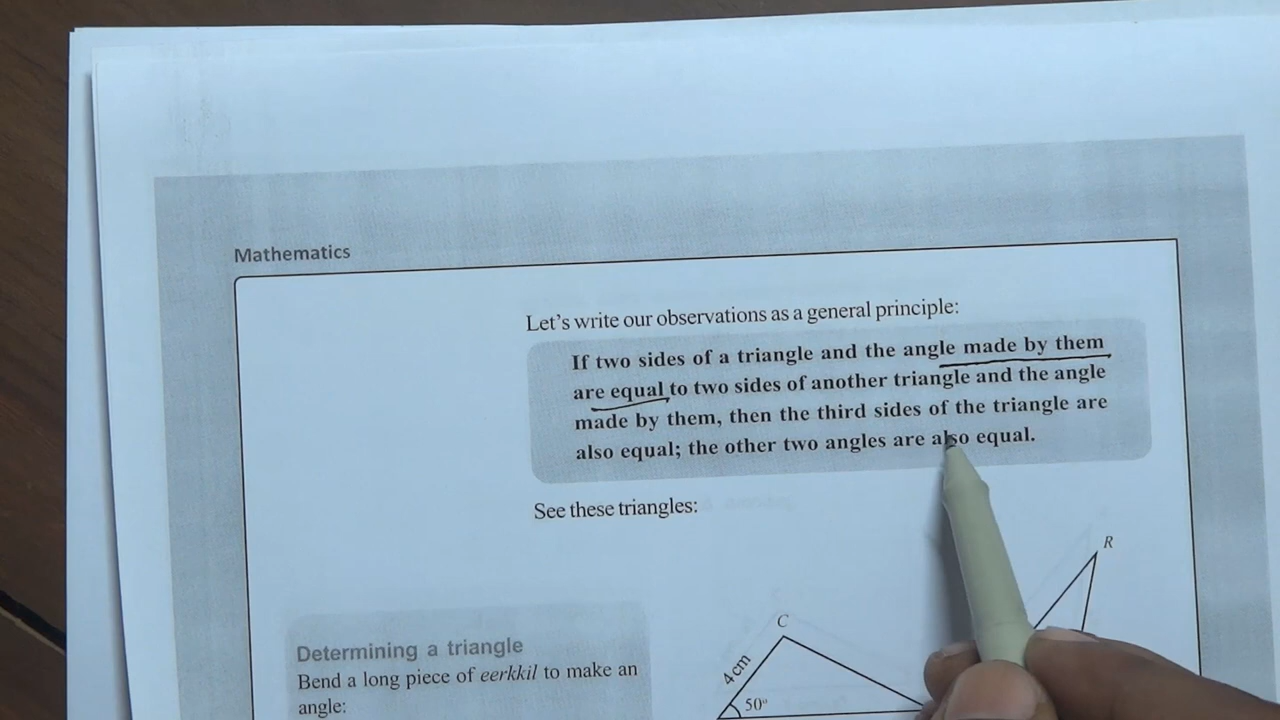 Mathematics
Let's write our observations as a general principle:
If two sides of a triangle and the angle made by them
are equal to two sides of another triangle and the angle
made by them, then the third sides of the triangle are
also equal; the other two angles are also equal.
See these triangles:
R
C
4 cm
50°
Determining a triangle
Bend a long piece of eerkkil to make an
angle: